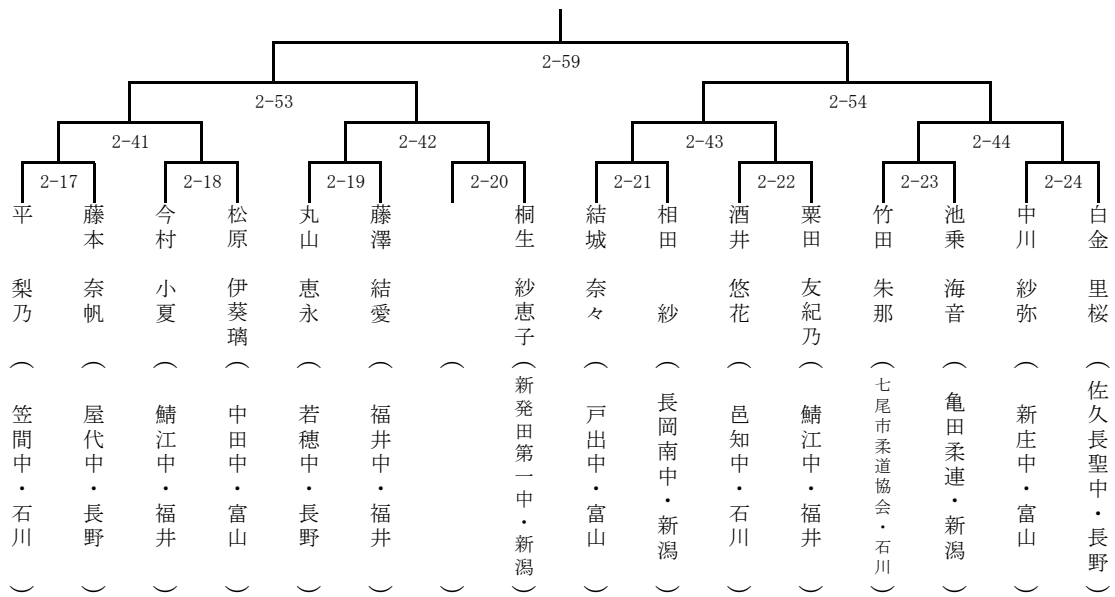 2-59
2-53
2-54
2-41
2-42
2-43
2-44
2-17
2-18
2-19
2-20
2-21
2-22
2-23
2-24
平 梨乃 (笠間中・石川)
藤本 奈帆 (屋代中・長野)
今村 小夏 (鯖江中・福井)
松原 伊葵璃 (中田中・富山)
丸山 恵永 (若穂中・長野)
藤澤 結愛 (福井中・福井)
( )
桐生 紗恵子 (新発田第一中・新潟)
結城 奈々 (戸出中・富山)
相田 紗 (長岡南中・新潟)
酒井 悠花 (邑知中・石川)
粟田 友紀乃 (鯖江中・福井)
竹田 朱那 (七尾市柔道協会・石川)
池乗 海音 (亀田柔連・新潟)
中川 紗弥 (新庄中・富山)
白金 里桜 (佐久長聖中・長野)